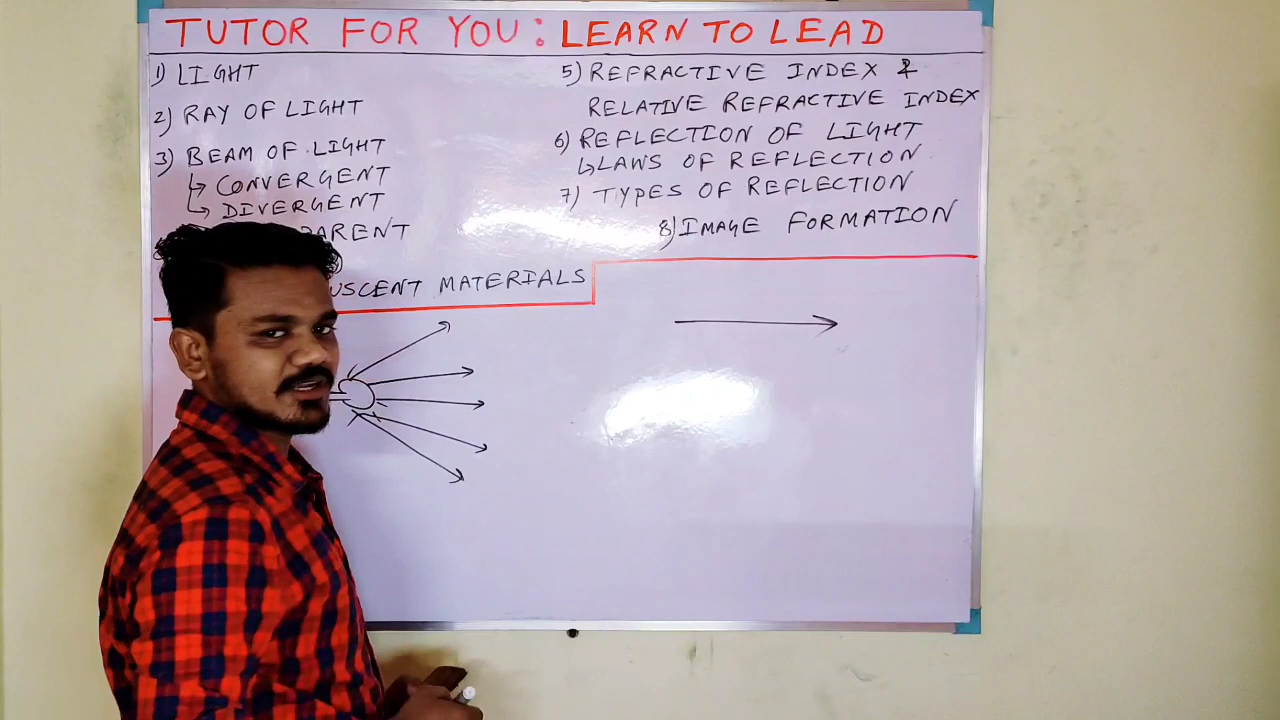 TUTOR FOR YOU: LEARN TO LEAD
1) LIGHT
2) RAY OF LIGHT
3) BEAM OF LIGHT
↳ CONVERGENT
↳ DIVERGENT
PARENT
USCENT MATERIALS
5) REFRACTIVE INDEX &
RELATIVE REFRACTIVE INDEX
6) REFLECTION OF LIGHT
↳ LAWS OF REFLECTION
7) TYPES OF REFLECTION
8) IMAGE FORMATION